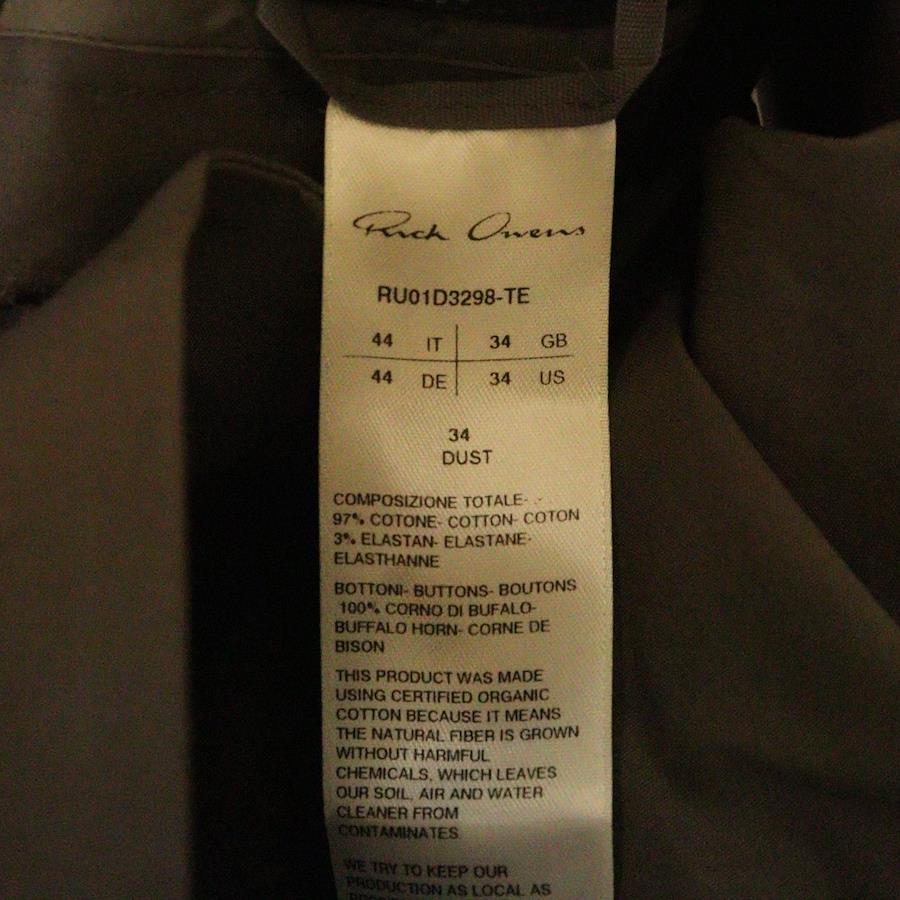 Rick Owens
RU01D3298-TE
44 IT 34 GB
44 DE 34 US
34
DUST
COMPOSIZIONE TOTALE-
97% COTONE- COTTON- COTON
3% ELASTAN- ELASTANE-
ELASTHANNE
BOTTONI- BUTTONS- BOUTONS
100% CORNO DI BUFALO-
BUFFALO HORN- CORNE DE
BISON
THIS PRODUCT WAS MADE
USING CERTIFIED ORGANIC
COTTON BECAUSE IT MEANS
THE NATURAL FIBER IS GROWN
WITHOUT HARMFUL
CHEMICALS, WHICH LEAVES
OUR SOIL, AIR AND WATER
CLEANER FROM
CONTAMINATES
WE TRY TO KEEP OUR
PRODUCTION AS LOCAL AS